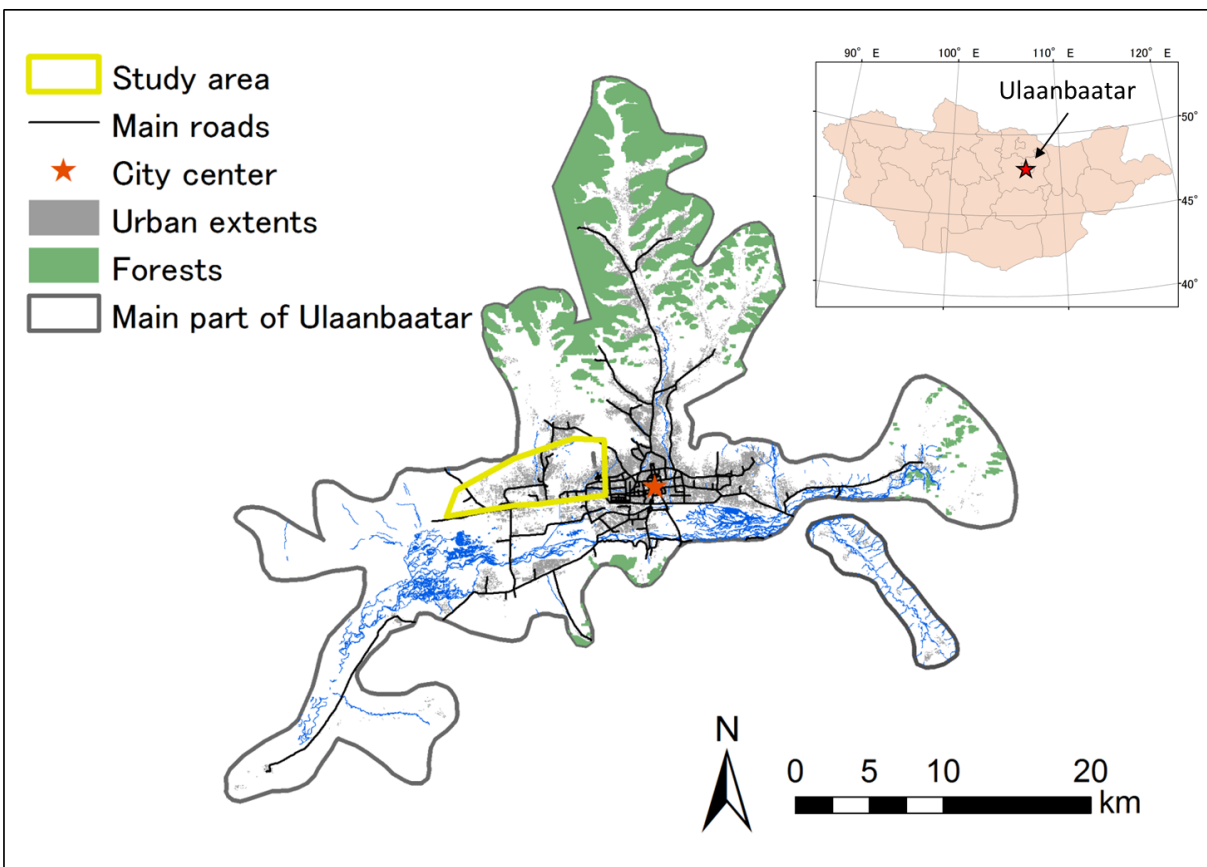 Study area
Main roads
City center
Urban extents
Forests
Main part of Ulaanbaatar
90° E 100° E 110° E 120° E
Ulaanbaatar
50°
45°
40°
N
0 5 10 20
km